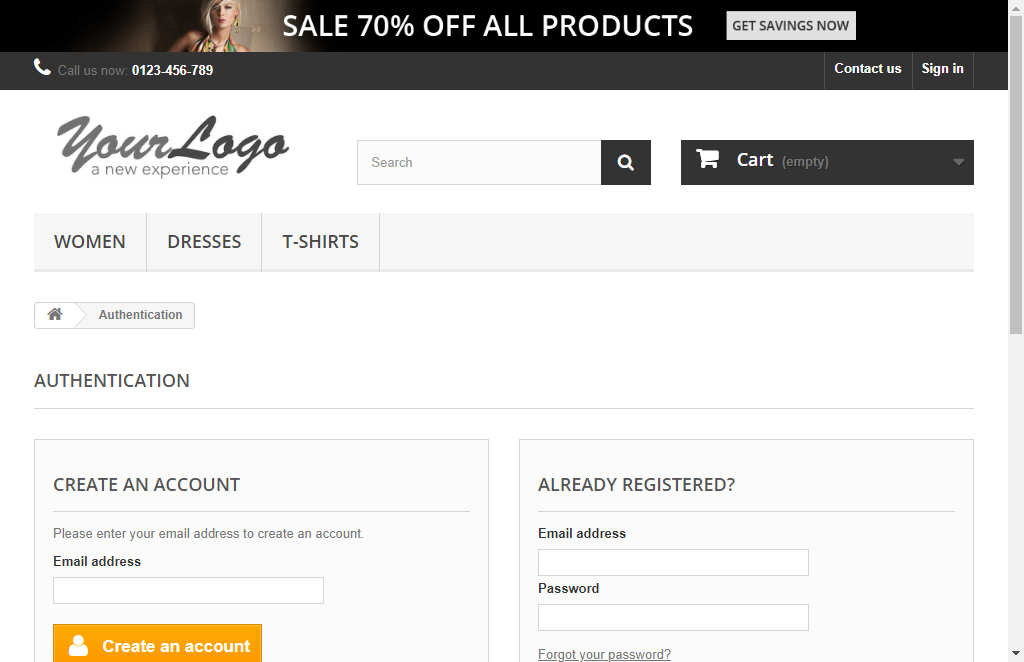 SALE 70% OFF ALL PRODUCTS GET SAVINGS NOW
Call us now: 0123-456-789 Contact us Sign in
YourLogo
a new experience
Search
Cart (empty)
WOMEN DRESSES T-SHIRTS
Authentication
AUTHENTICATION
CREATE AN ACCOUNT
Please enter your email address to create an account.
Email address
Create an account
ALREADY REGISTERED?
Email address
Password
Forgot your password?